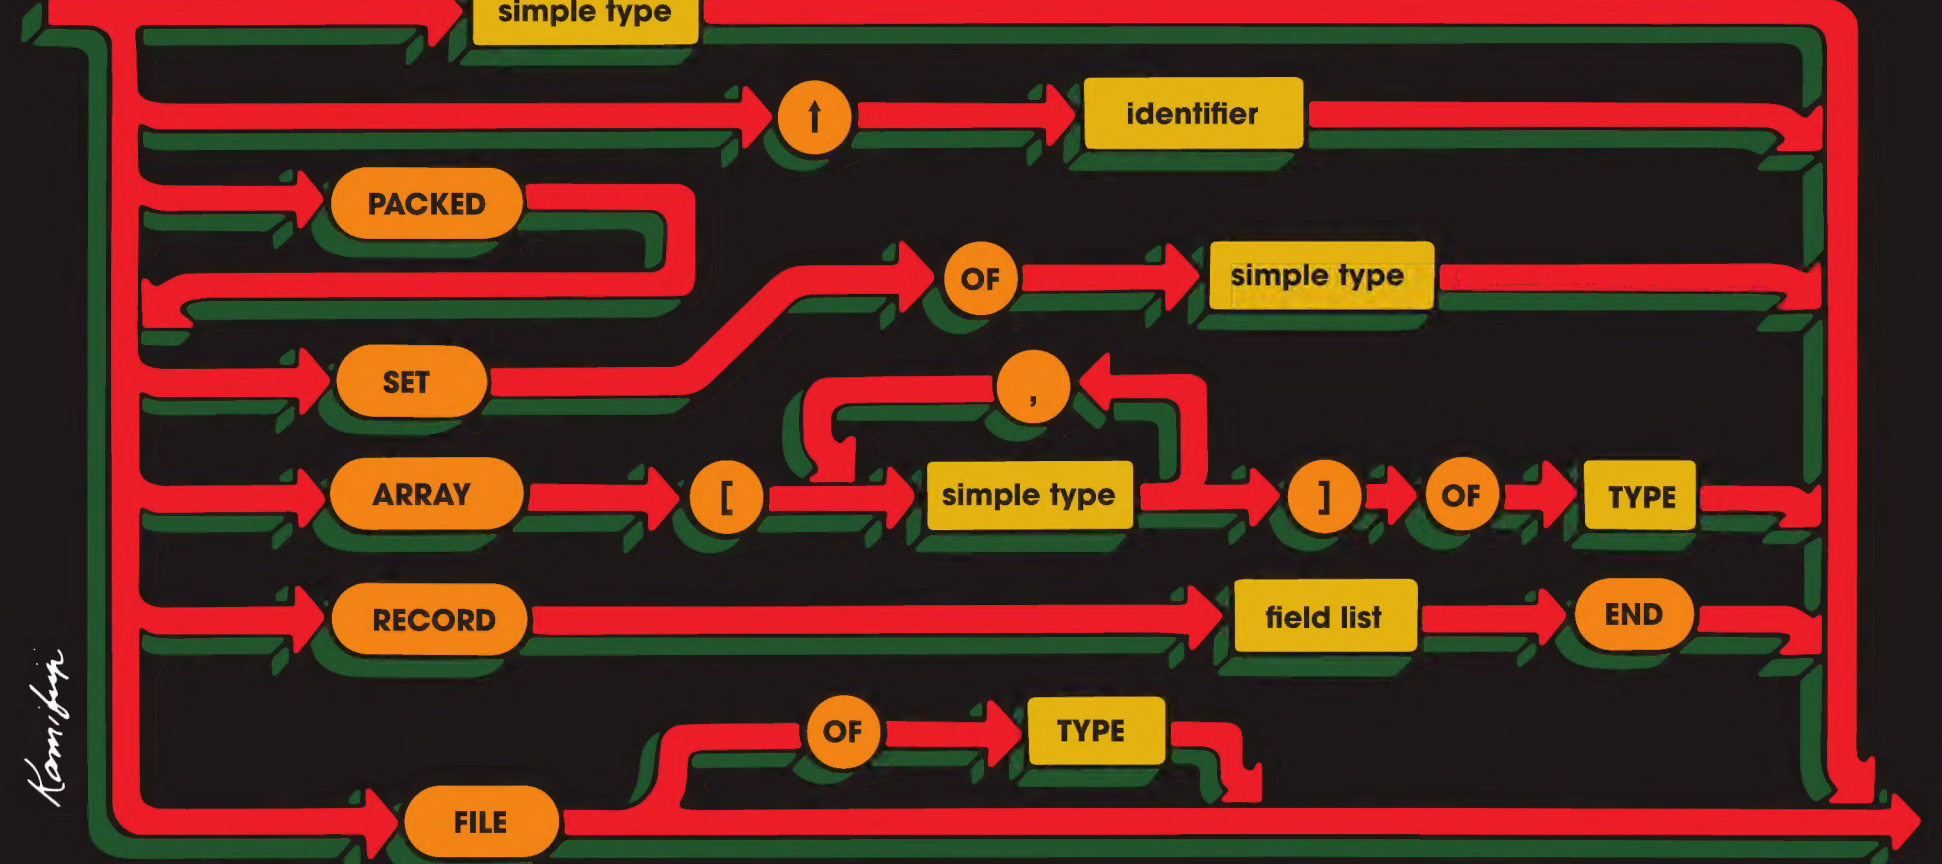 simple type
↑ identifier
PACKED
OF simple type
SET
,
ARRAY [ simple type ] OF TYPE
RECORD field list END
OF TYPE
FILE